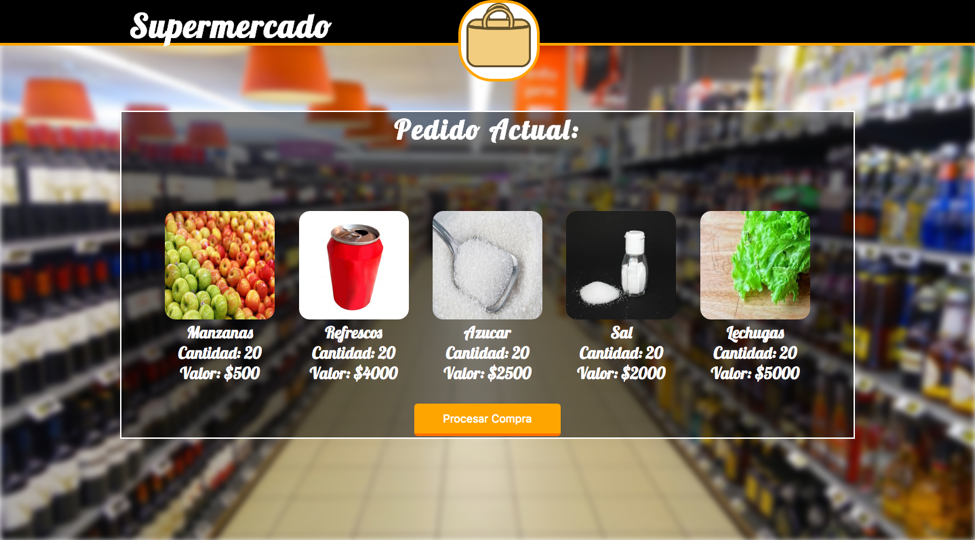 Supermercado
Pedido Actual:
Manzanas
Cantidad: 20
Valor: $500
Refrescos
Cantidad: 20
Valor: $4000
Azucar
Cantidad: 20
Valor: $2500
Sal
Cantidad: 20
Valor: $2000
Lechugas
Cantidad: 20
Valor: $5000
Procesar Compra